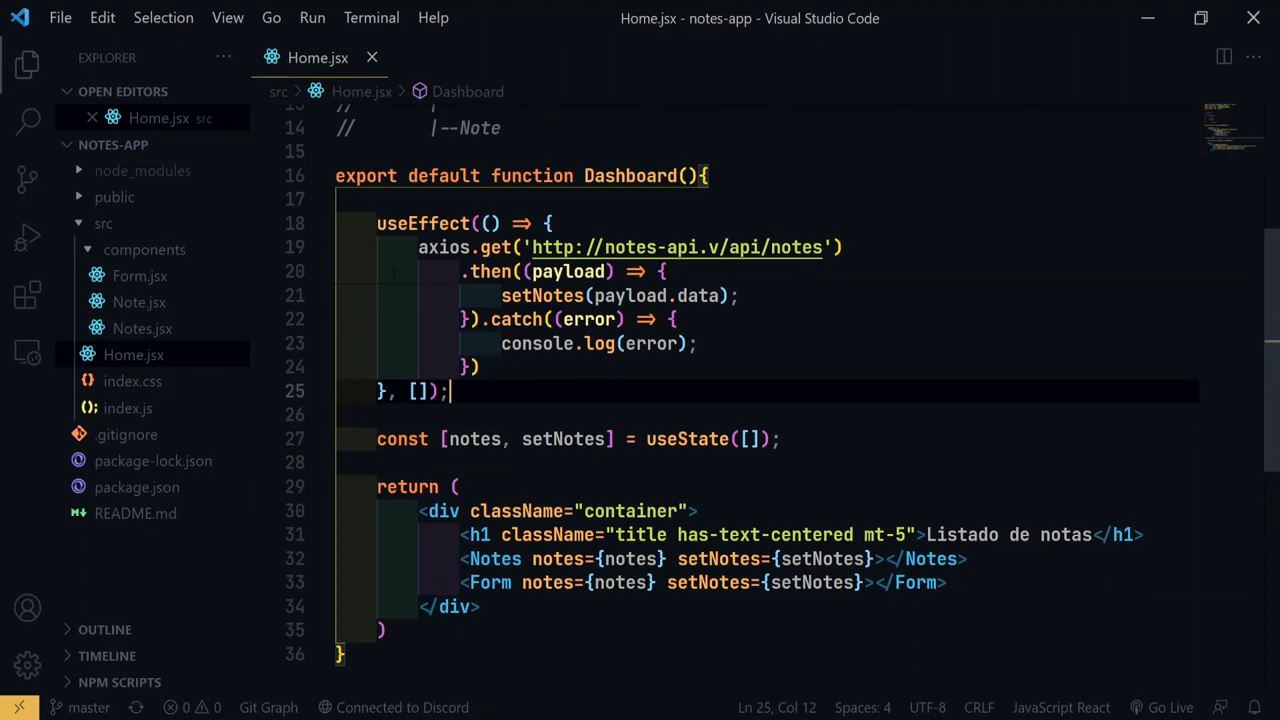 File Edit Selection View Go Run Terminal Help
Home.jsx - notes-app - Visual Studio Code
EXPLORER
OPEN EDITORS
Home.jsx src
NOTES-APP
node_modules
public
src
components
Form.jsx
Note.jsx
Notes.jsx
Home.jsx
index.css
index.js
.gitignore
package-lock.json
package.json
README.md
OUTLINE
TIMELINE
NPM SCRIPTS
Home.jsx
src > Home.jsx > Dashboard
14 // |--Note
15
16 export default function Dashboard(){
17
18 useEffect(() => {
19 axios.get('http://notes-api.v/api/notes')
20 .then((payload) => {
21 setNotes(payload.data);
22 }).catch((error) => {
23 console.log(error);
24 })
25 }, []);
26
27 const [notes, setNotes] = useState([]);
28
29 return (
30 <div className="container">
31 <h1 className="title has-text-centered mt-5">Listado de notas</h1>
32 <Notes notes={notes} setNotes={setNotes}></Notes>
33 <Form notes={notes} setNotes={setNotes}></Form>
34 </div>
35 )
36 }
master 0 0 Git Graph Connected to Discord Ln 25, Col 12 Spaces: 4 UTF-8 CRLF JavaScript React Go Live